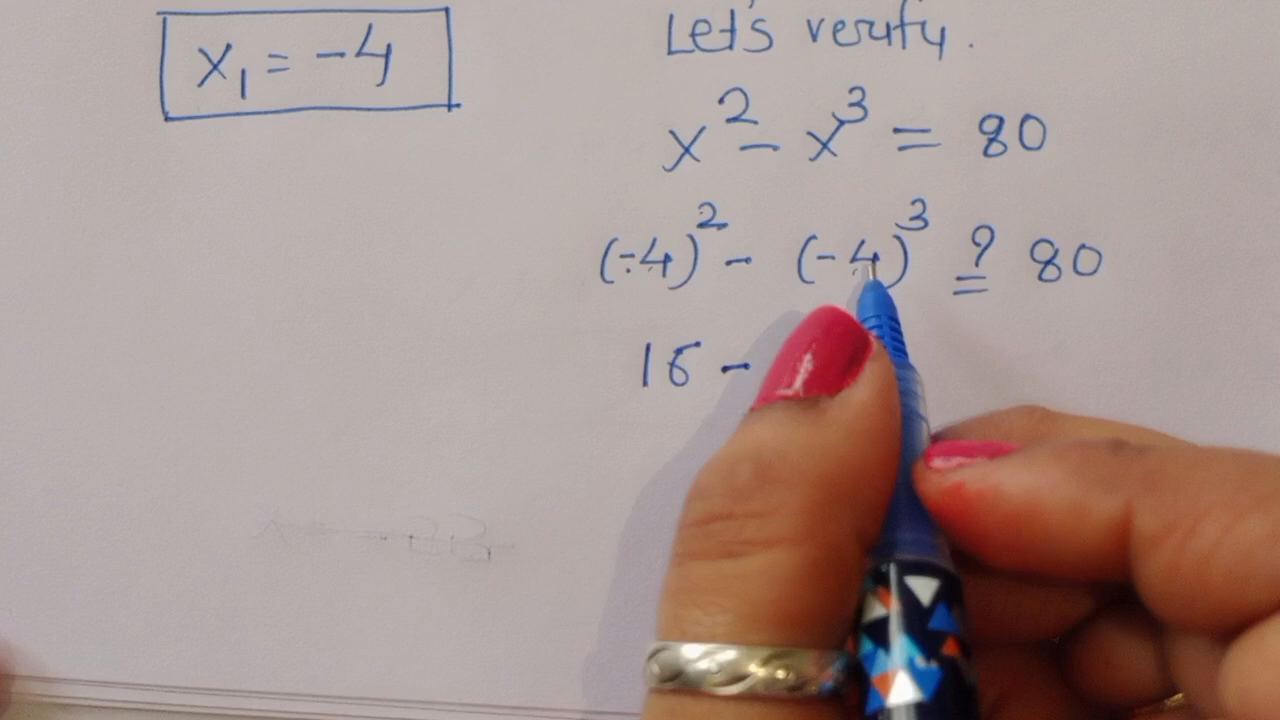 x₁ = -4
Let's verify.
x² - x³ = 80
(-4)² - (-4)³ ≟ 80
16 -